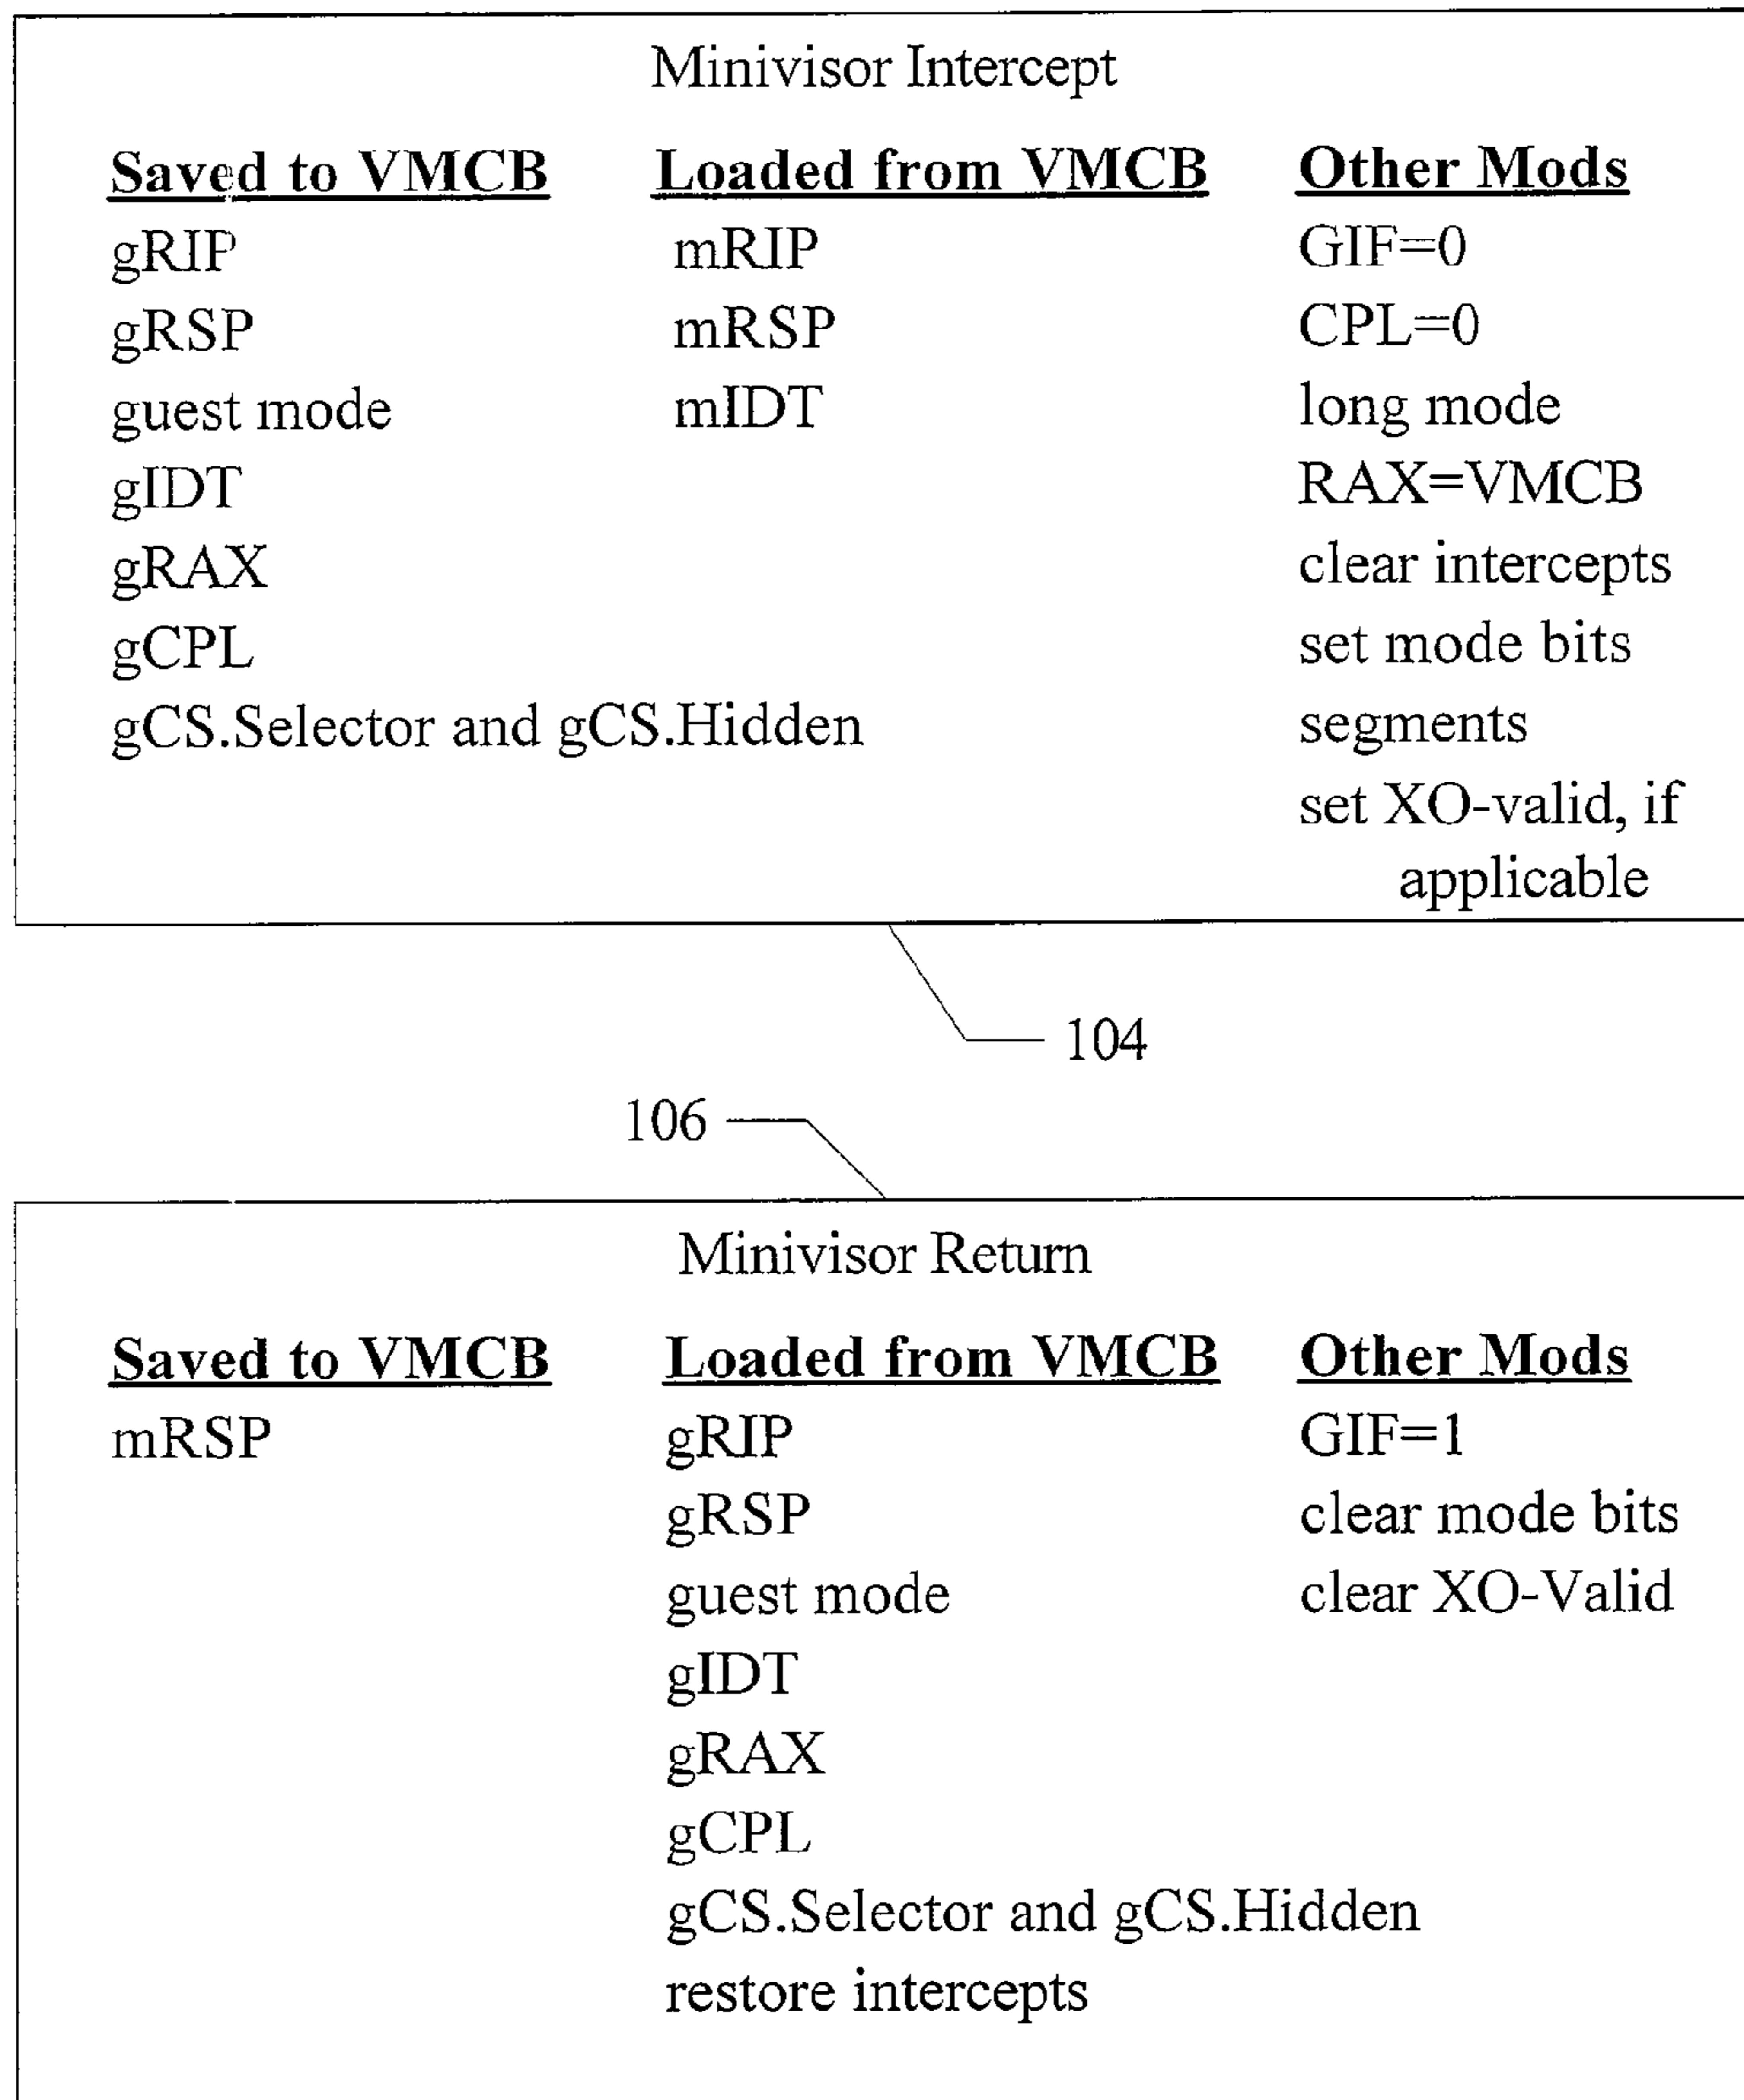 Minivisor Intercept
Saved to VMCB Loaded from VMCB Other Mods
gRIP mRIP GIF=0
gRSP mRSP CPL=0
guest mode mIDT long mode
gIDT RAX=VMCB
gRAX clear intercepts
gCPL set mode bits
gCS.Selector and gCS.Hidden segments
set XO-valid, if
applicable
104
106
Minivisor Return
Saved to VMCB Loaded from VMCB Other Mods
mRSP gRIP GIF=1
gRSP clear mode bits
guest mode clear XO-Valid
gIDT
gRAX
gCPL
gCS.Selector and gCS.Hidden
restore intercepts